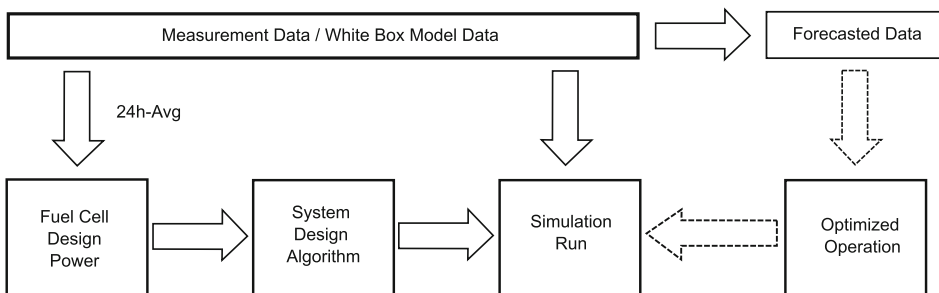 Measurement Data / White Box Model Data
Forecasted Data
24h-Avg
Fuel Cell
Design
Power
System
Design
Algorithm
Simulation
Run
Optimized
Operation